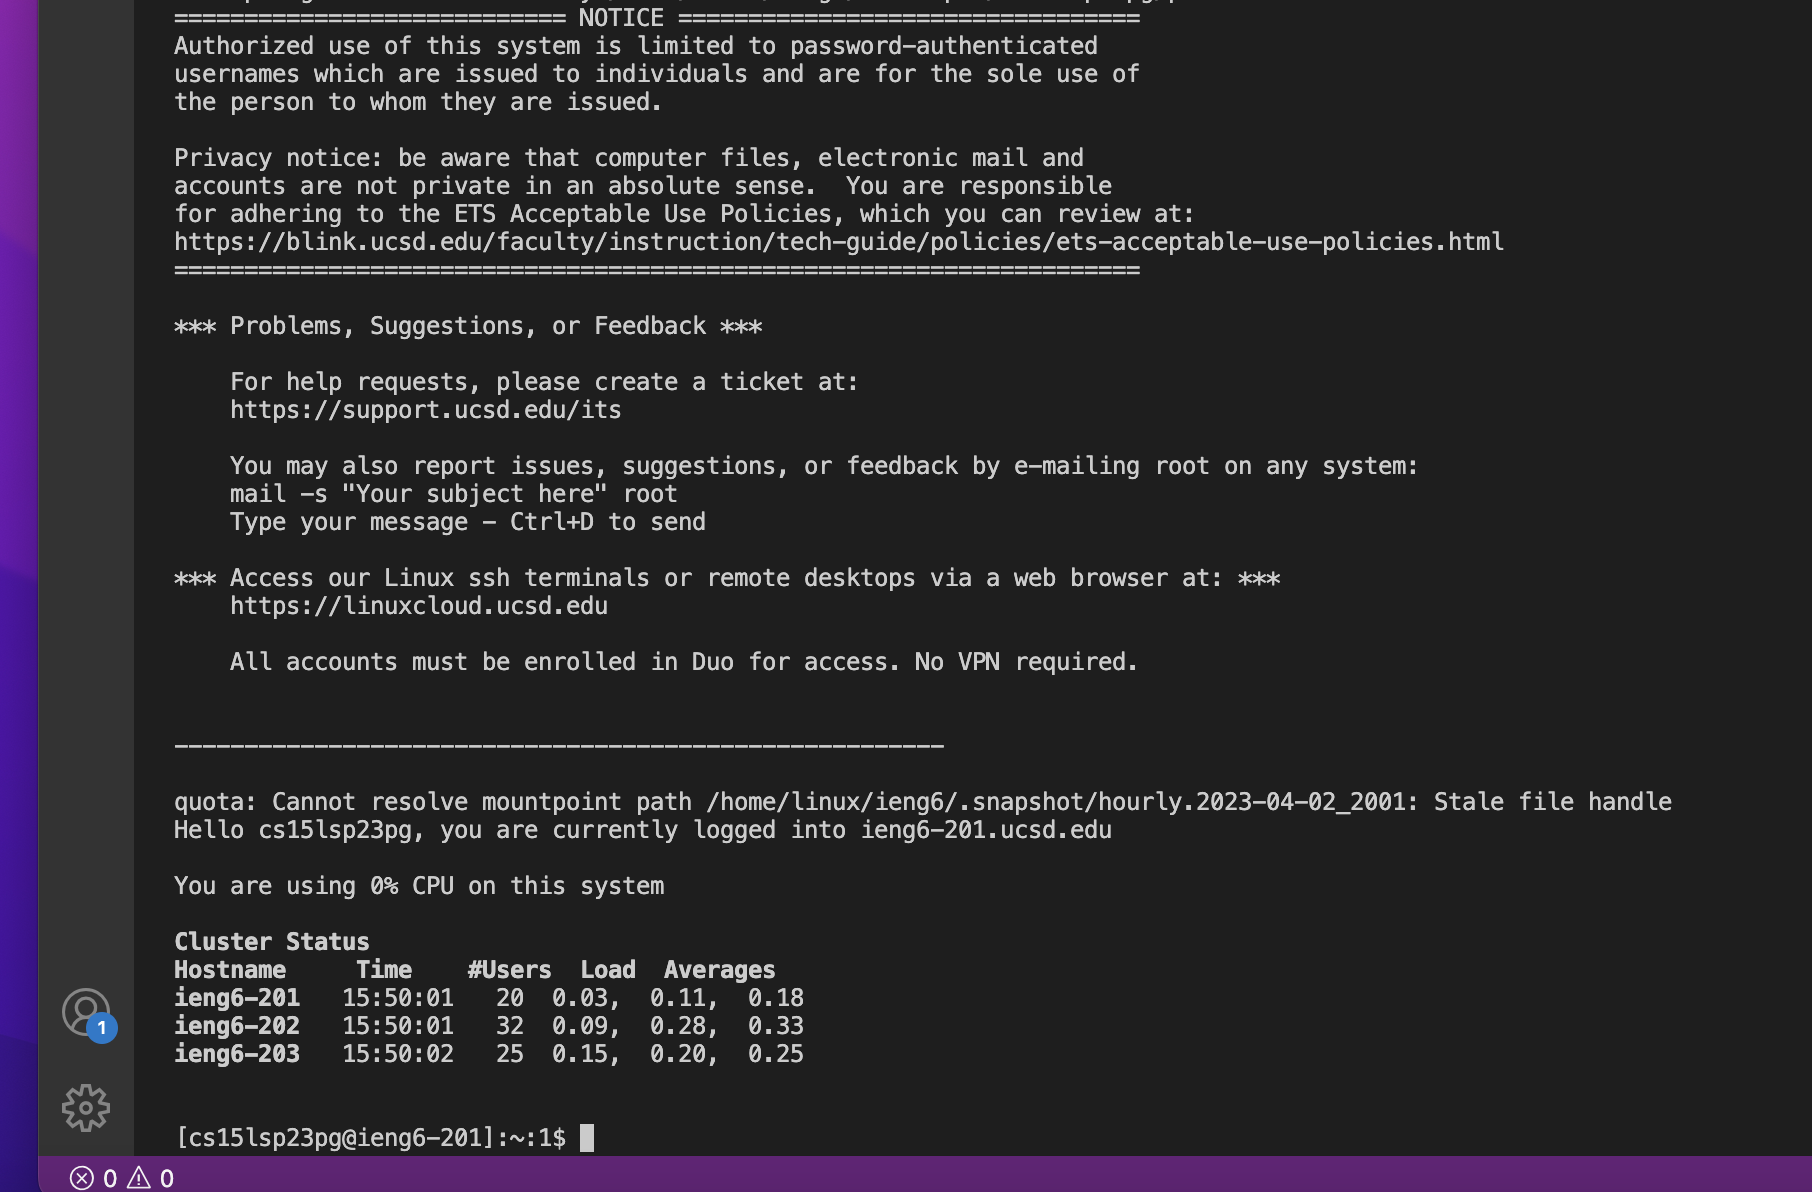 ============================ NOTICE =================================
Authorized use of this system is limited to password-authenticated
usernames which are issued to individuals and are for the sole use of
the person to whom they are issued.
Privacy notice: be aware that computer files, electronic mail and
accounts are not private in an absolute sense.  You are responsible
for adhering to the ETS Acceptable Use Policies, which you can review at:
https://blink.ucsd.edu/faculty/instruction/tech-guide/policies/ets-acceptable-use-policies.html
=====================================================================
*** Problems, Suggestions, or Feedback ***
For help requests, please create a ticket at:
https://support.ucsd.edu/its
You may also report issues, suggestions, or feedback by e-mailing root on any system:
mail -s "Your subject here" root
Type your message - Ctrl+D to send
*** Access our Linux ssh terminals or remote desktops via a web browser at: ***
https://linuxcloud.ucsd.edu
All accounts must be enrolled in Duo for access. No VPN required.
-------------------------------------------------------
quota: Cannot resolve mountpoint path /home/linux/ieng6/.snapshot/hourly.2023-04-02_2001: Stale file handle
Hello cs15lsp23pg, you are currently logged into ieng6-201.ucsd.edu
You are using 0% CPU on this system
Cluster Status
Hostname     Time    #Users  Load  Averages
ieng6-201   15:50:01   20  0.03,  0.11,  0.18
ieng6-202   15:50:01   32  0.09,  0.28,  0.33
ieng6-203   15:50:02   25  0.15,  0.20,  0.25
1
[cs15lsp23pg@ieng6-201]:~:1$
0 0